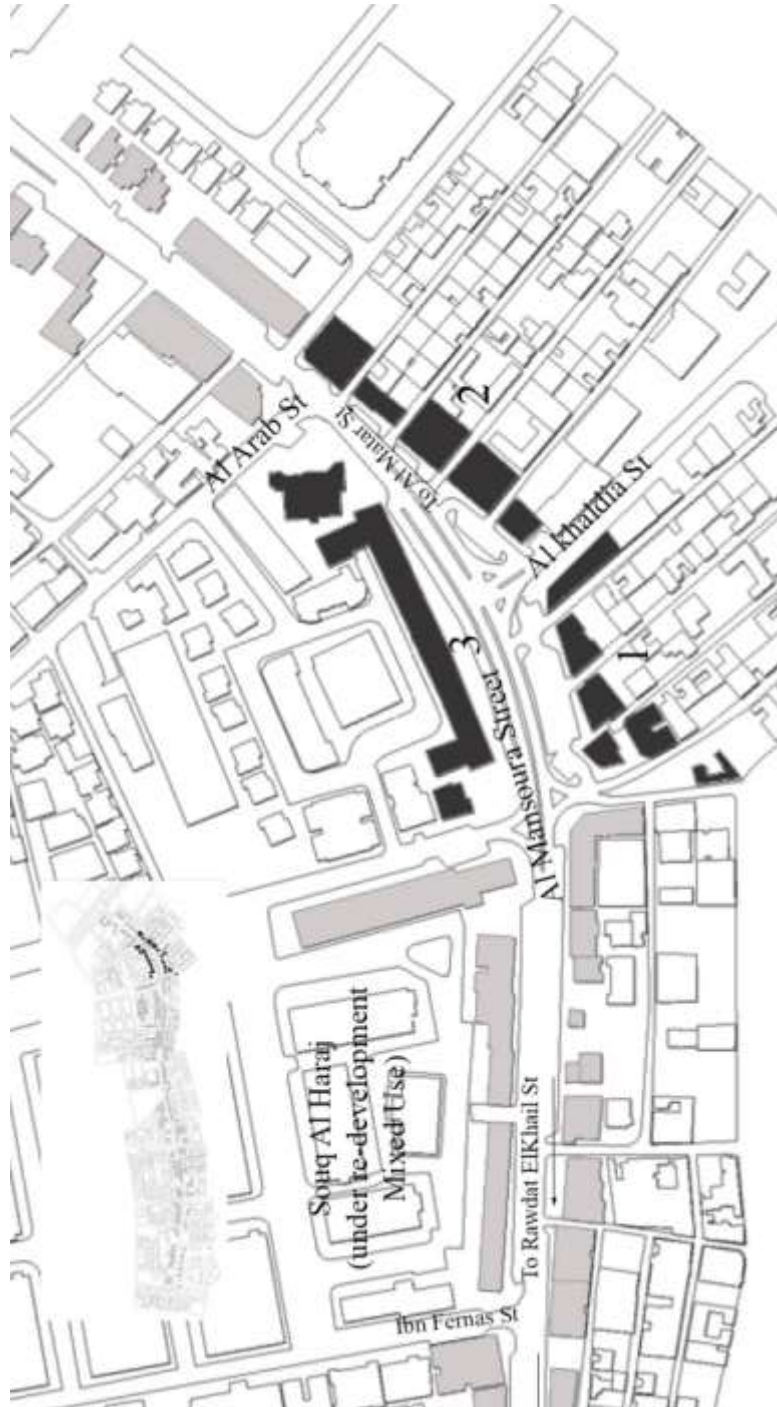 Al Arab St
To Al Matar St
2
Al khaldia St
3
1
Al Mansoura Street
Souq Al Haraj
(under re-development
Mixed Use)
To Rawdat ElKhail St
Ibn Fernas St